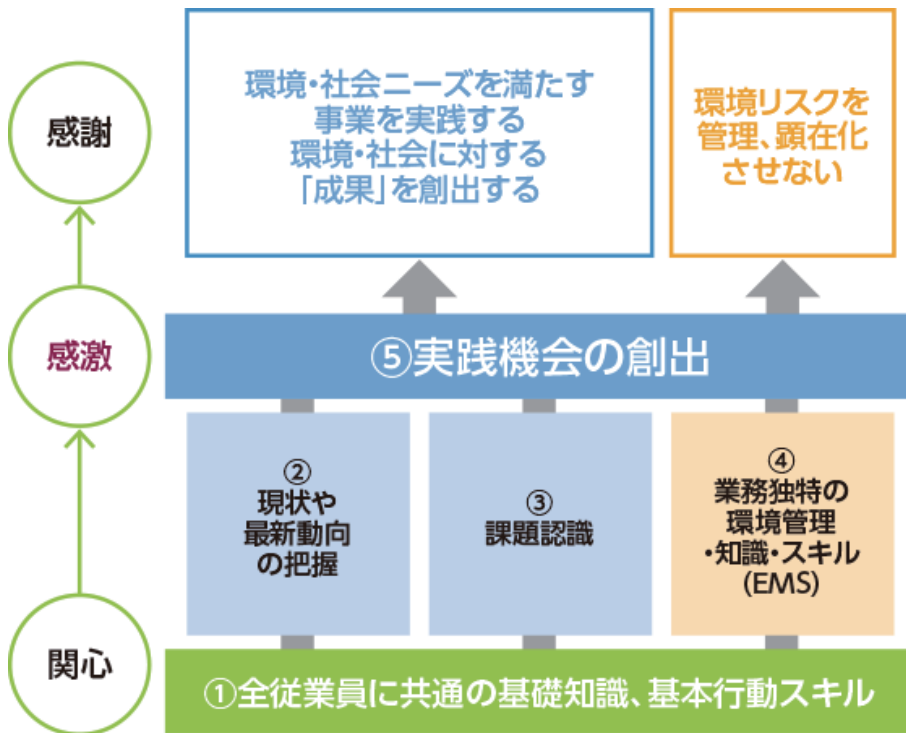 感謝
環境・社会ニーズを満たす
事業を実践する
環境・社会に対する
「成果」を創出する
環境リスクを
管理、顕在化
させない
感激
⑤実践機会の創出
②
現状や
最新動向
の把握
③
課題認識
④
業務独特の
環境管理
・知識・スキル
(EMS)
関心
①全従業員に共通の基礎知識、基本行動スキル